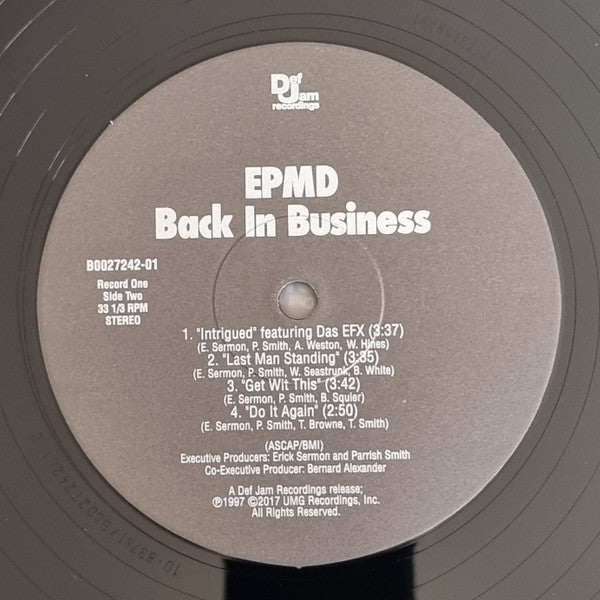 Def
Jam
recordings
EPMD
Back In Business
B0027242-01
Record One
Side Two
33 1/3 RPM
STEREO
1. "Intrigued" featuring Das EFX (3:37)
(E. Sermon, P. Smith, A. Weston, W. Hines)
2. "Last Man Standing" (3:35)
(E. Sermon, P. Smith, W. Seastrunk, B. White)
3. "Get Wit This" (3:42)
(E. Sermon, P. Smith, B. Squier)
4. "Do It Again" (2:50)
(E. Sermon, P. Smith, T. Browne, T. Smith)
(ASCAP/BMI)
Executive Producers: Erick Sermon and Parrish Smith
Co-Executive Producer: Bernard Alexander
A Def Jam Recordings release;
℗1997 ©2017 UMG Recordings, Inc.
All Rights Reserved.